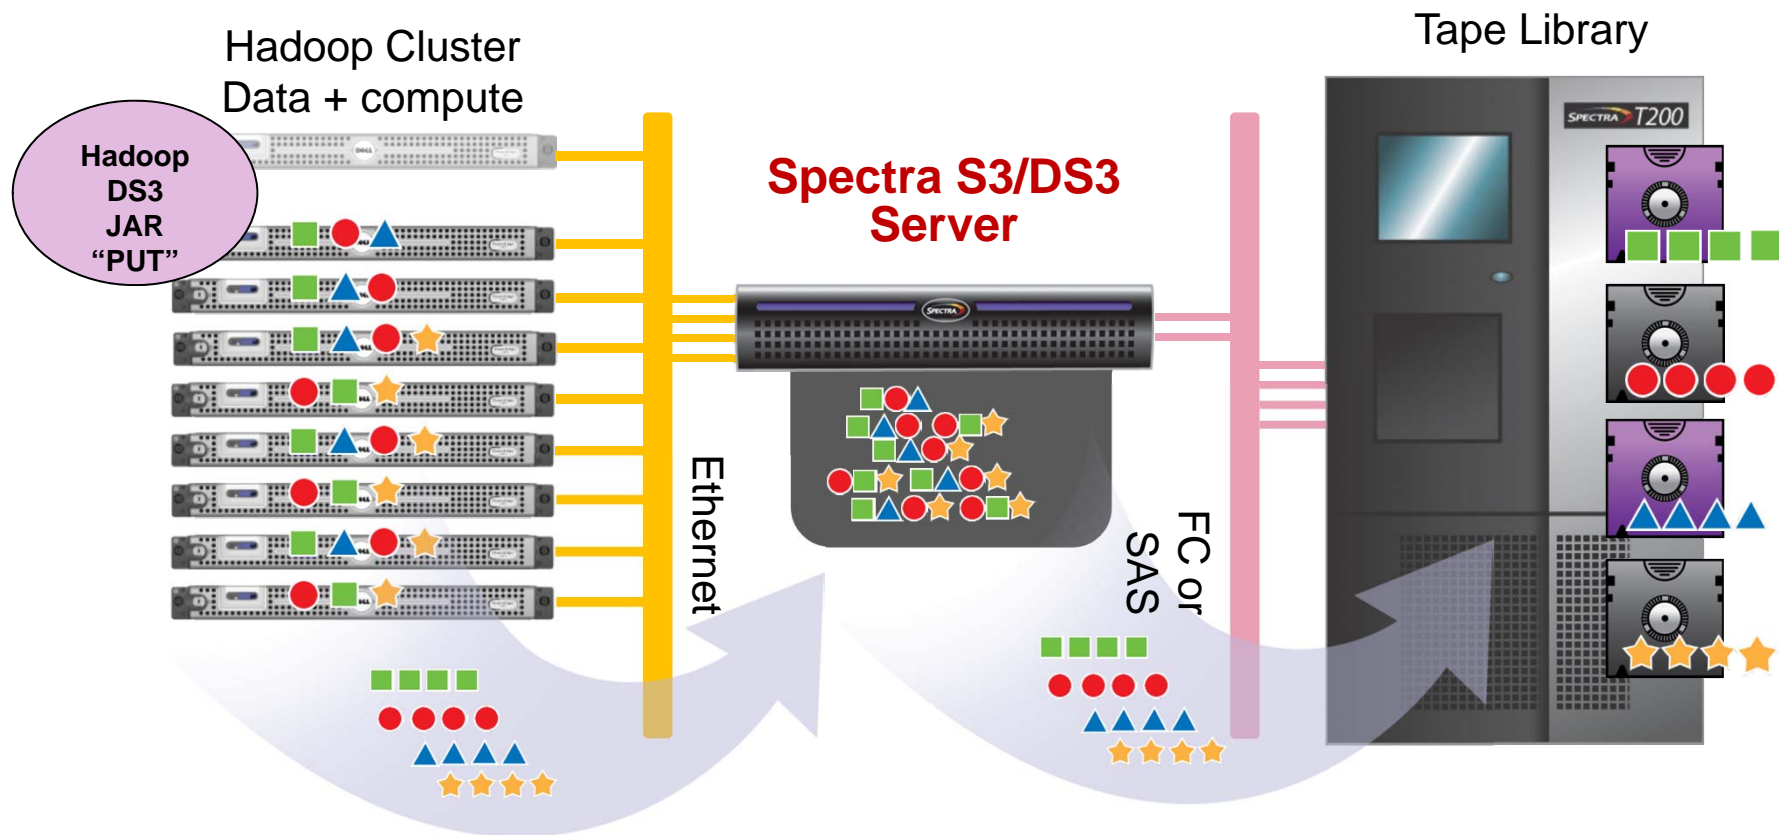 Hadoop Cluster
Data + compute
Hadoop
DS3
JAR
“PUT”
DELL
Spectra S3/DS3
Server
SPECTRA
Ethernet
FC or
SAS
Tape Library
SPECTRA T200